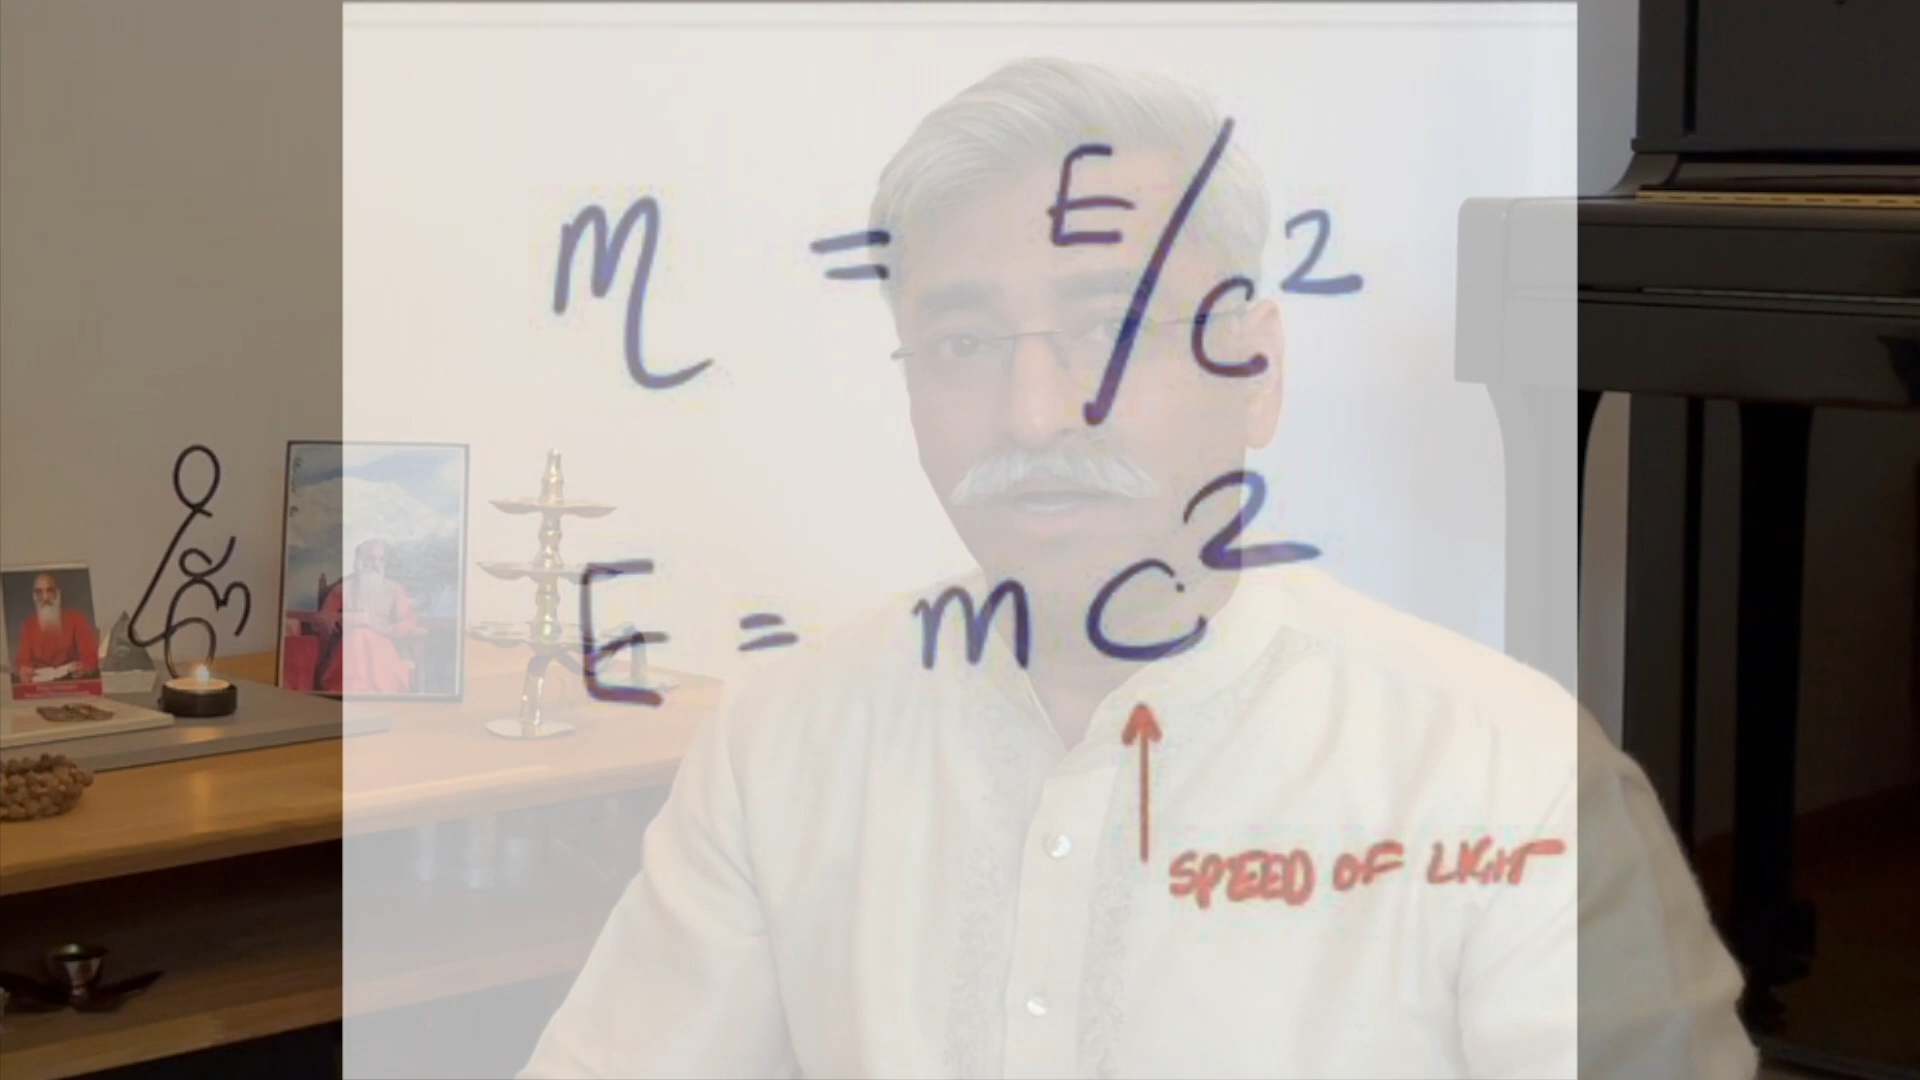 m = E/c²
E = mc²
SPEED OF LIGHT